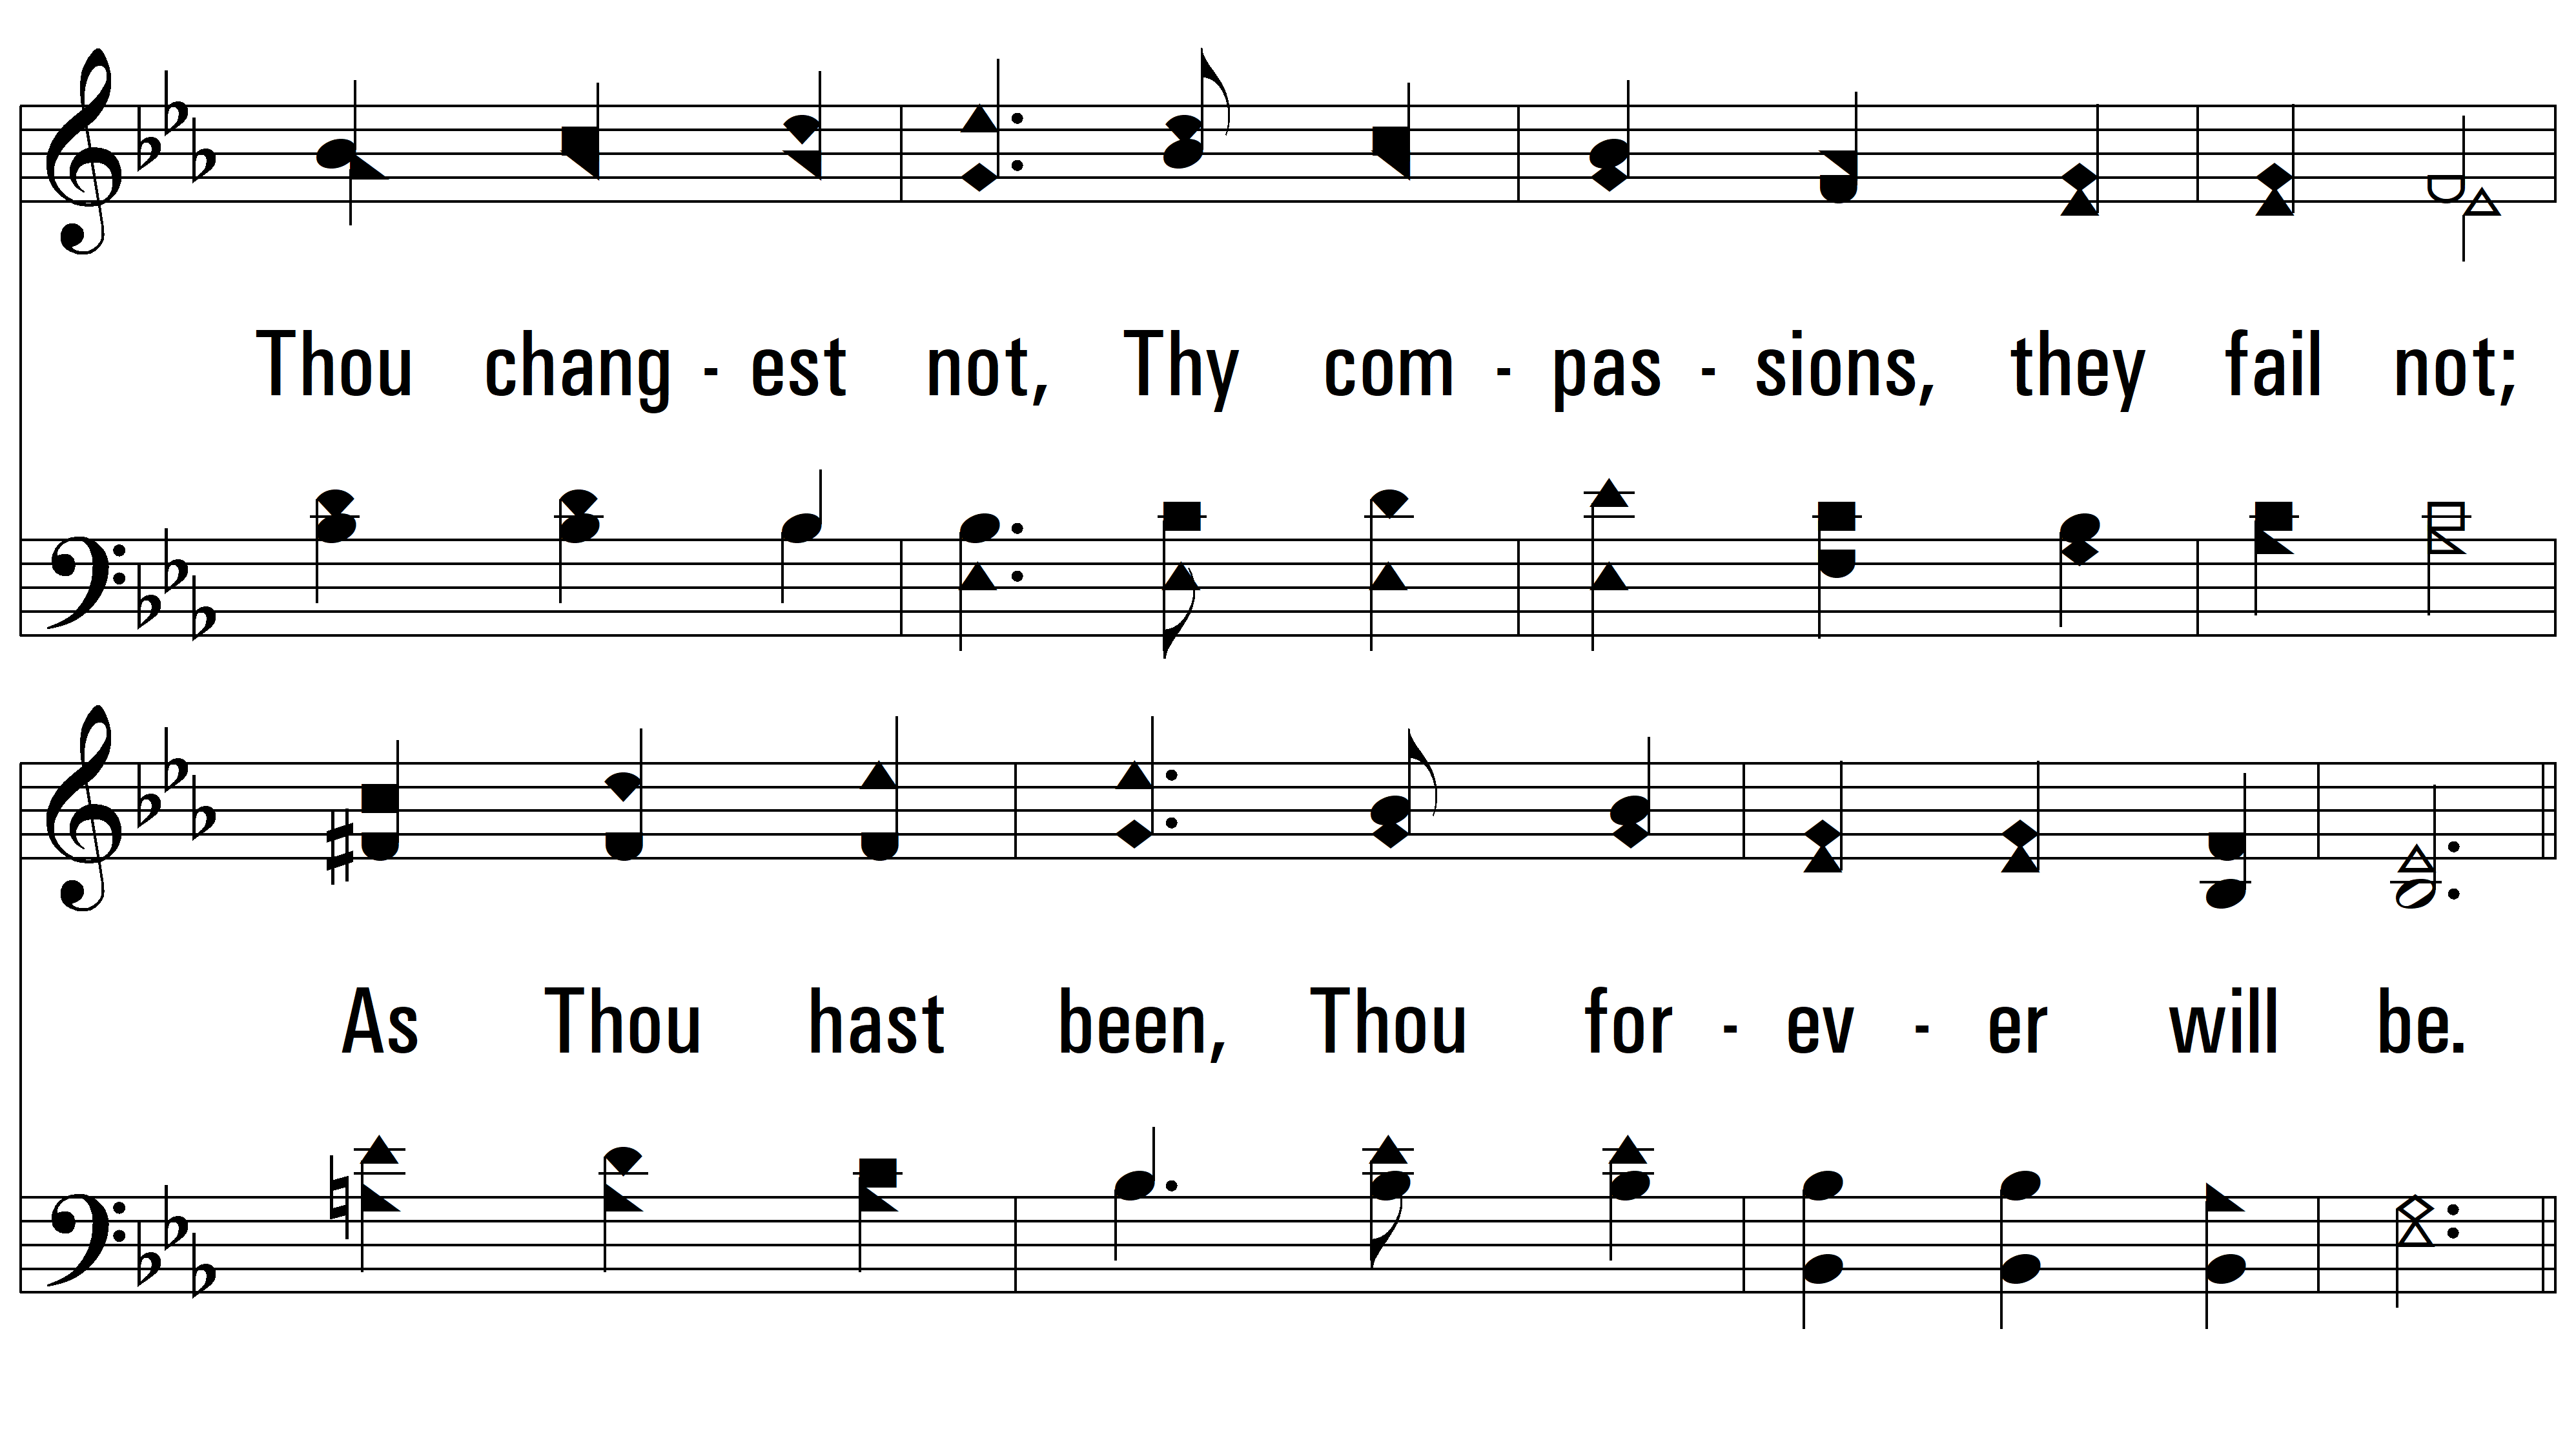 Thou chang - est not, Thy com - pas - sions, they fail not;
As Thou hast been, Thou for - ev - er will be.